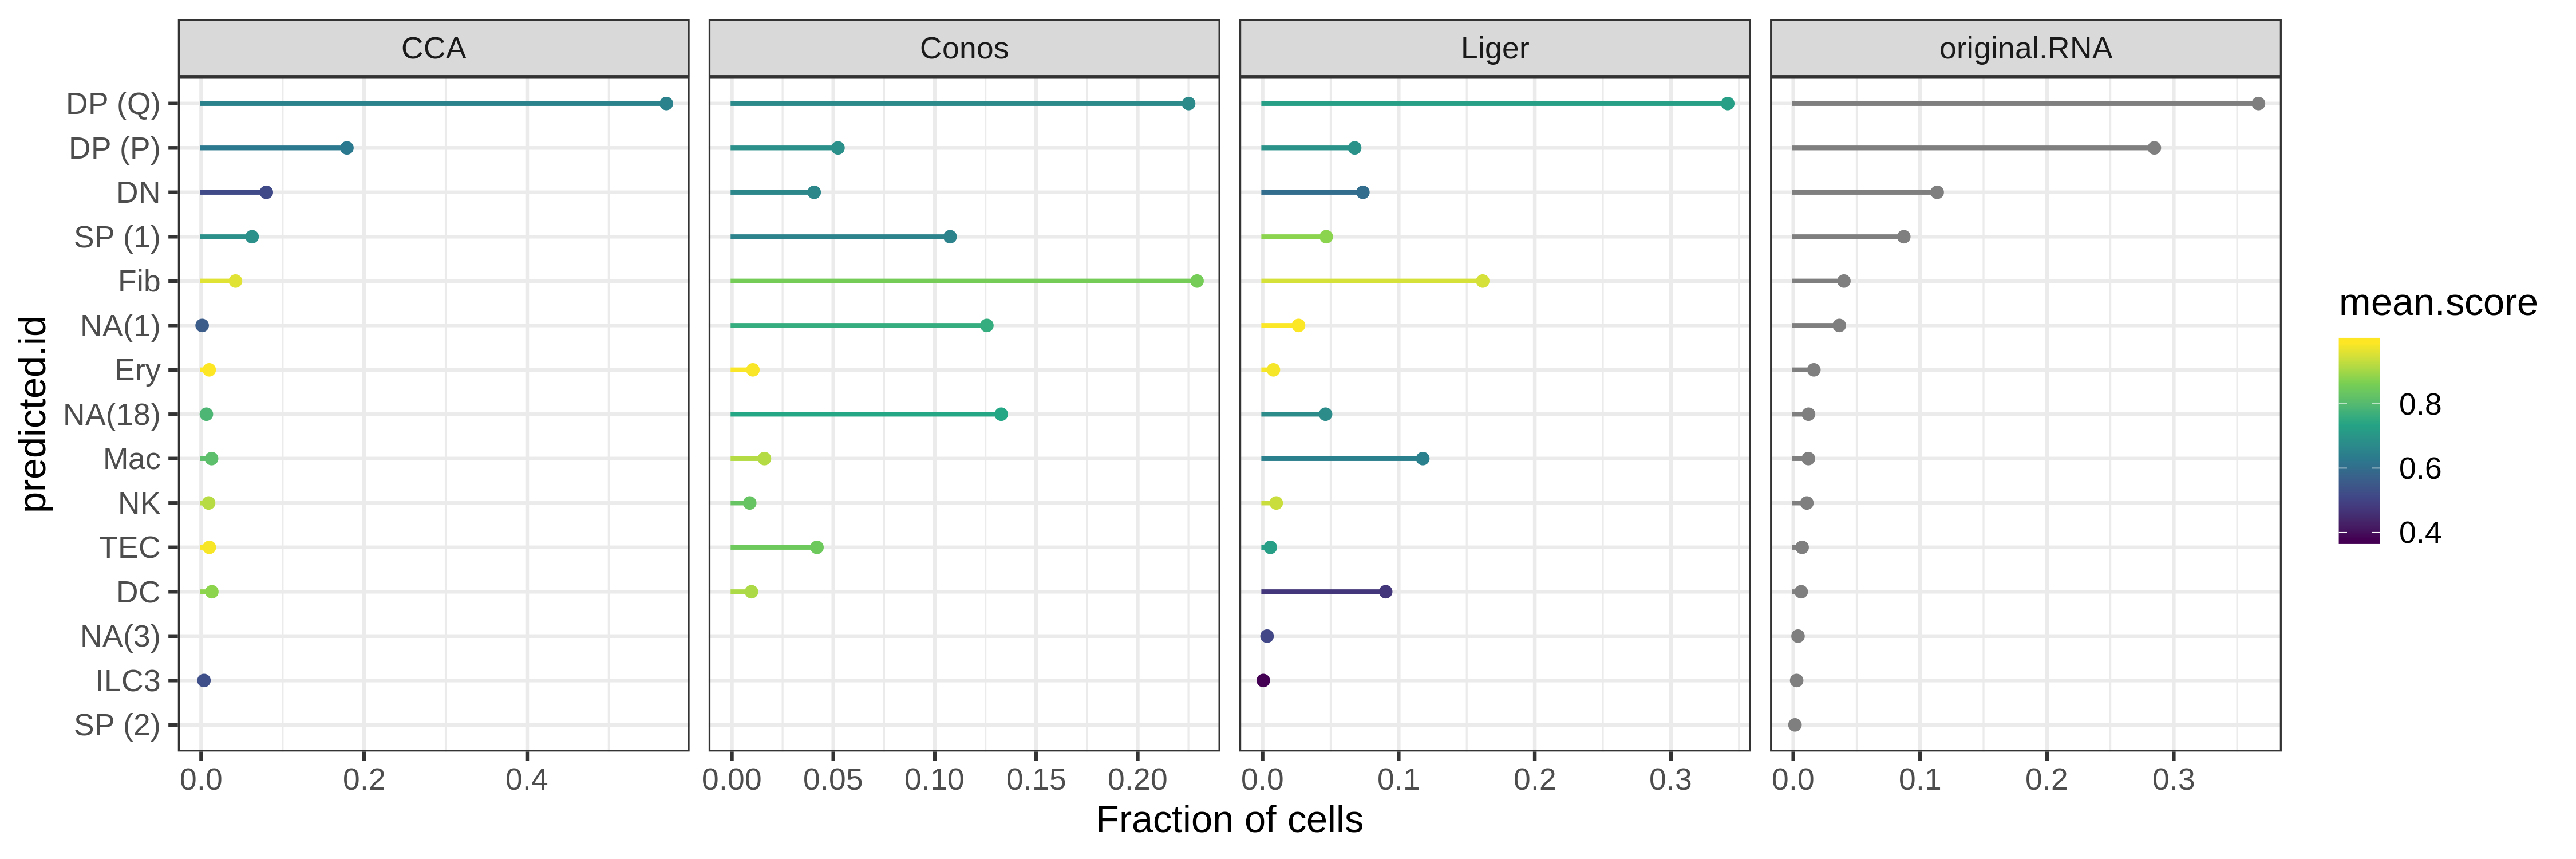 CCA
Conos
Liger
original.RNA
predicted.id
DP (Q)
DP (P)
DN
SP (1)
Fib
NA(1)
Ery
NA(18)
Mac
NK
TEC
DC
NA(3)
ILC3
SP (2)
0.0 0.2 0.4
0.00 0.05 0.10 0.15 0.20
0.0 0.1 0.2 0.3
0.0 0.1 0.2 0.3
Fraction of cells
mean.score
0.8
0.6
0.4